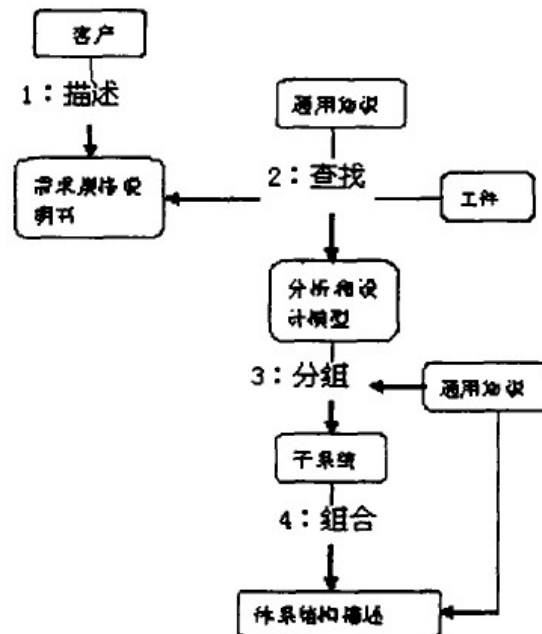 客户
1：描述
通用知识
需求规格说
明书
2：查找
工件
分析和设
计模型
3：分组
通用知识
子系统
4：组合
体系结构描述